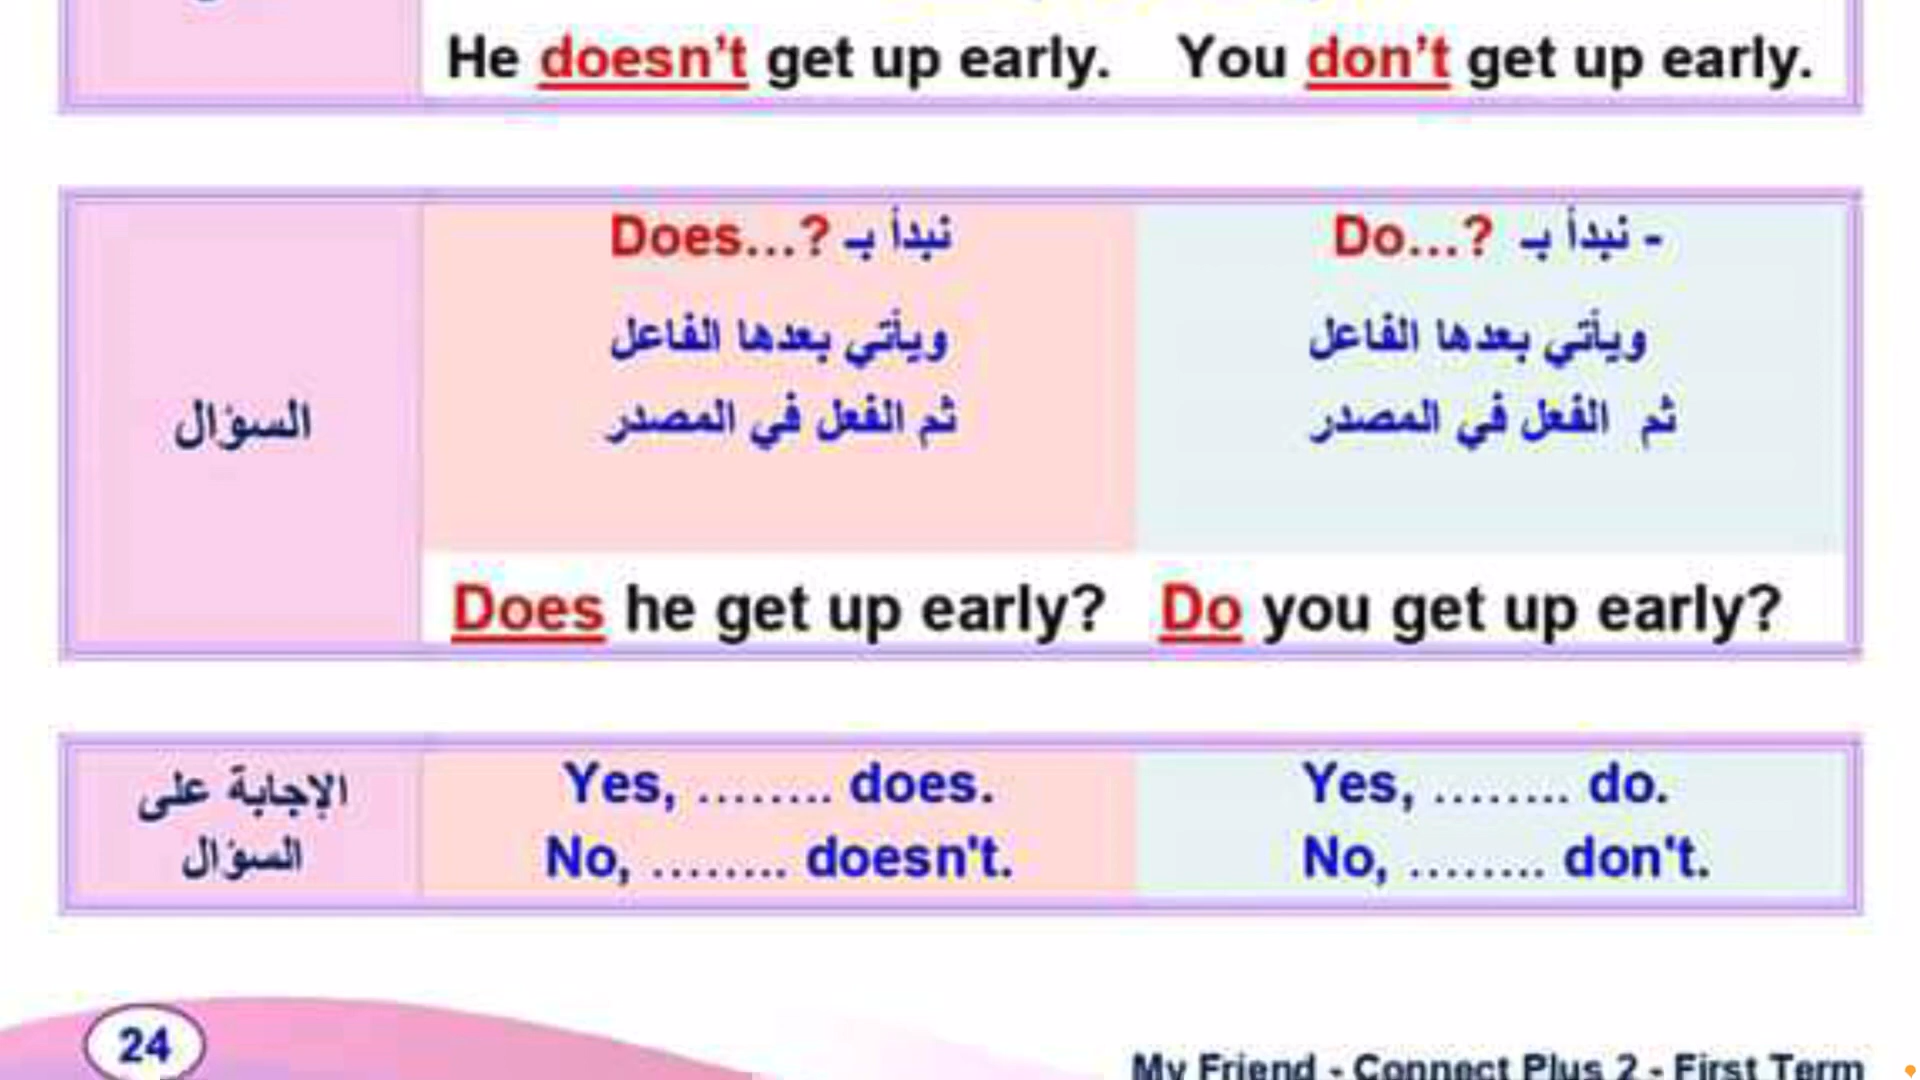 He doesn't get up early. You don't get up early.
السؤال
نبدأ بـ Does...?
ويأتي بعدها الفاعل
ثم الفعل في المصدر
- نبدأ بـ Do...?
ويأتي بعدها الفاعل
ثم الفعل في المصدر
Does he get up early? Do you get up early?
الإجابة على
السؤال
Yes, ........ does.
No, ........ doesn't.
Yes, ........ do.
No, ........ don't.
24
My Friend - Connect Plus 2 - First Term